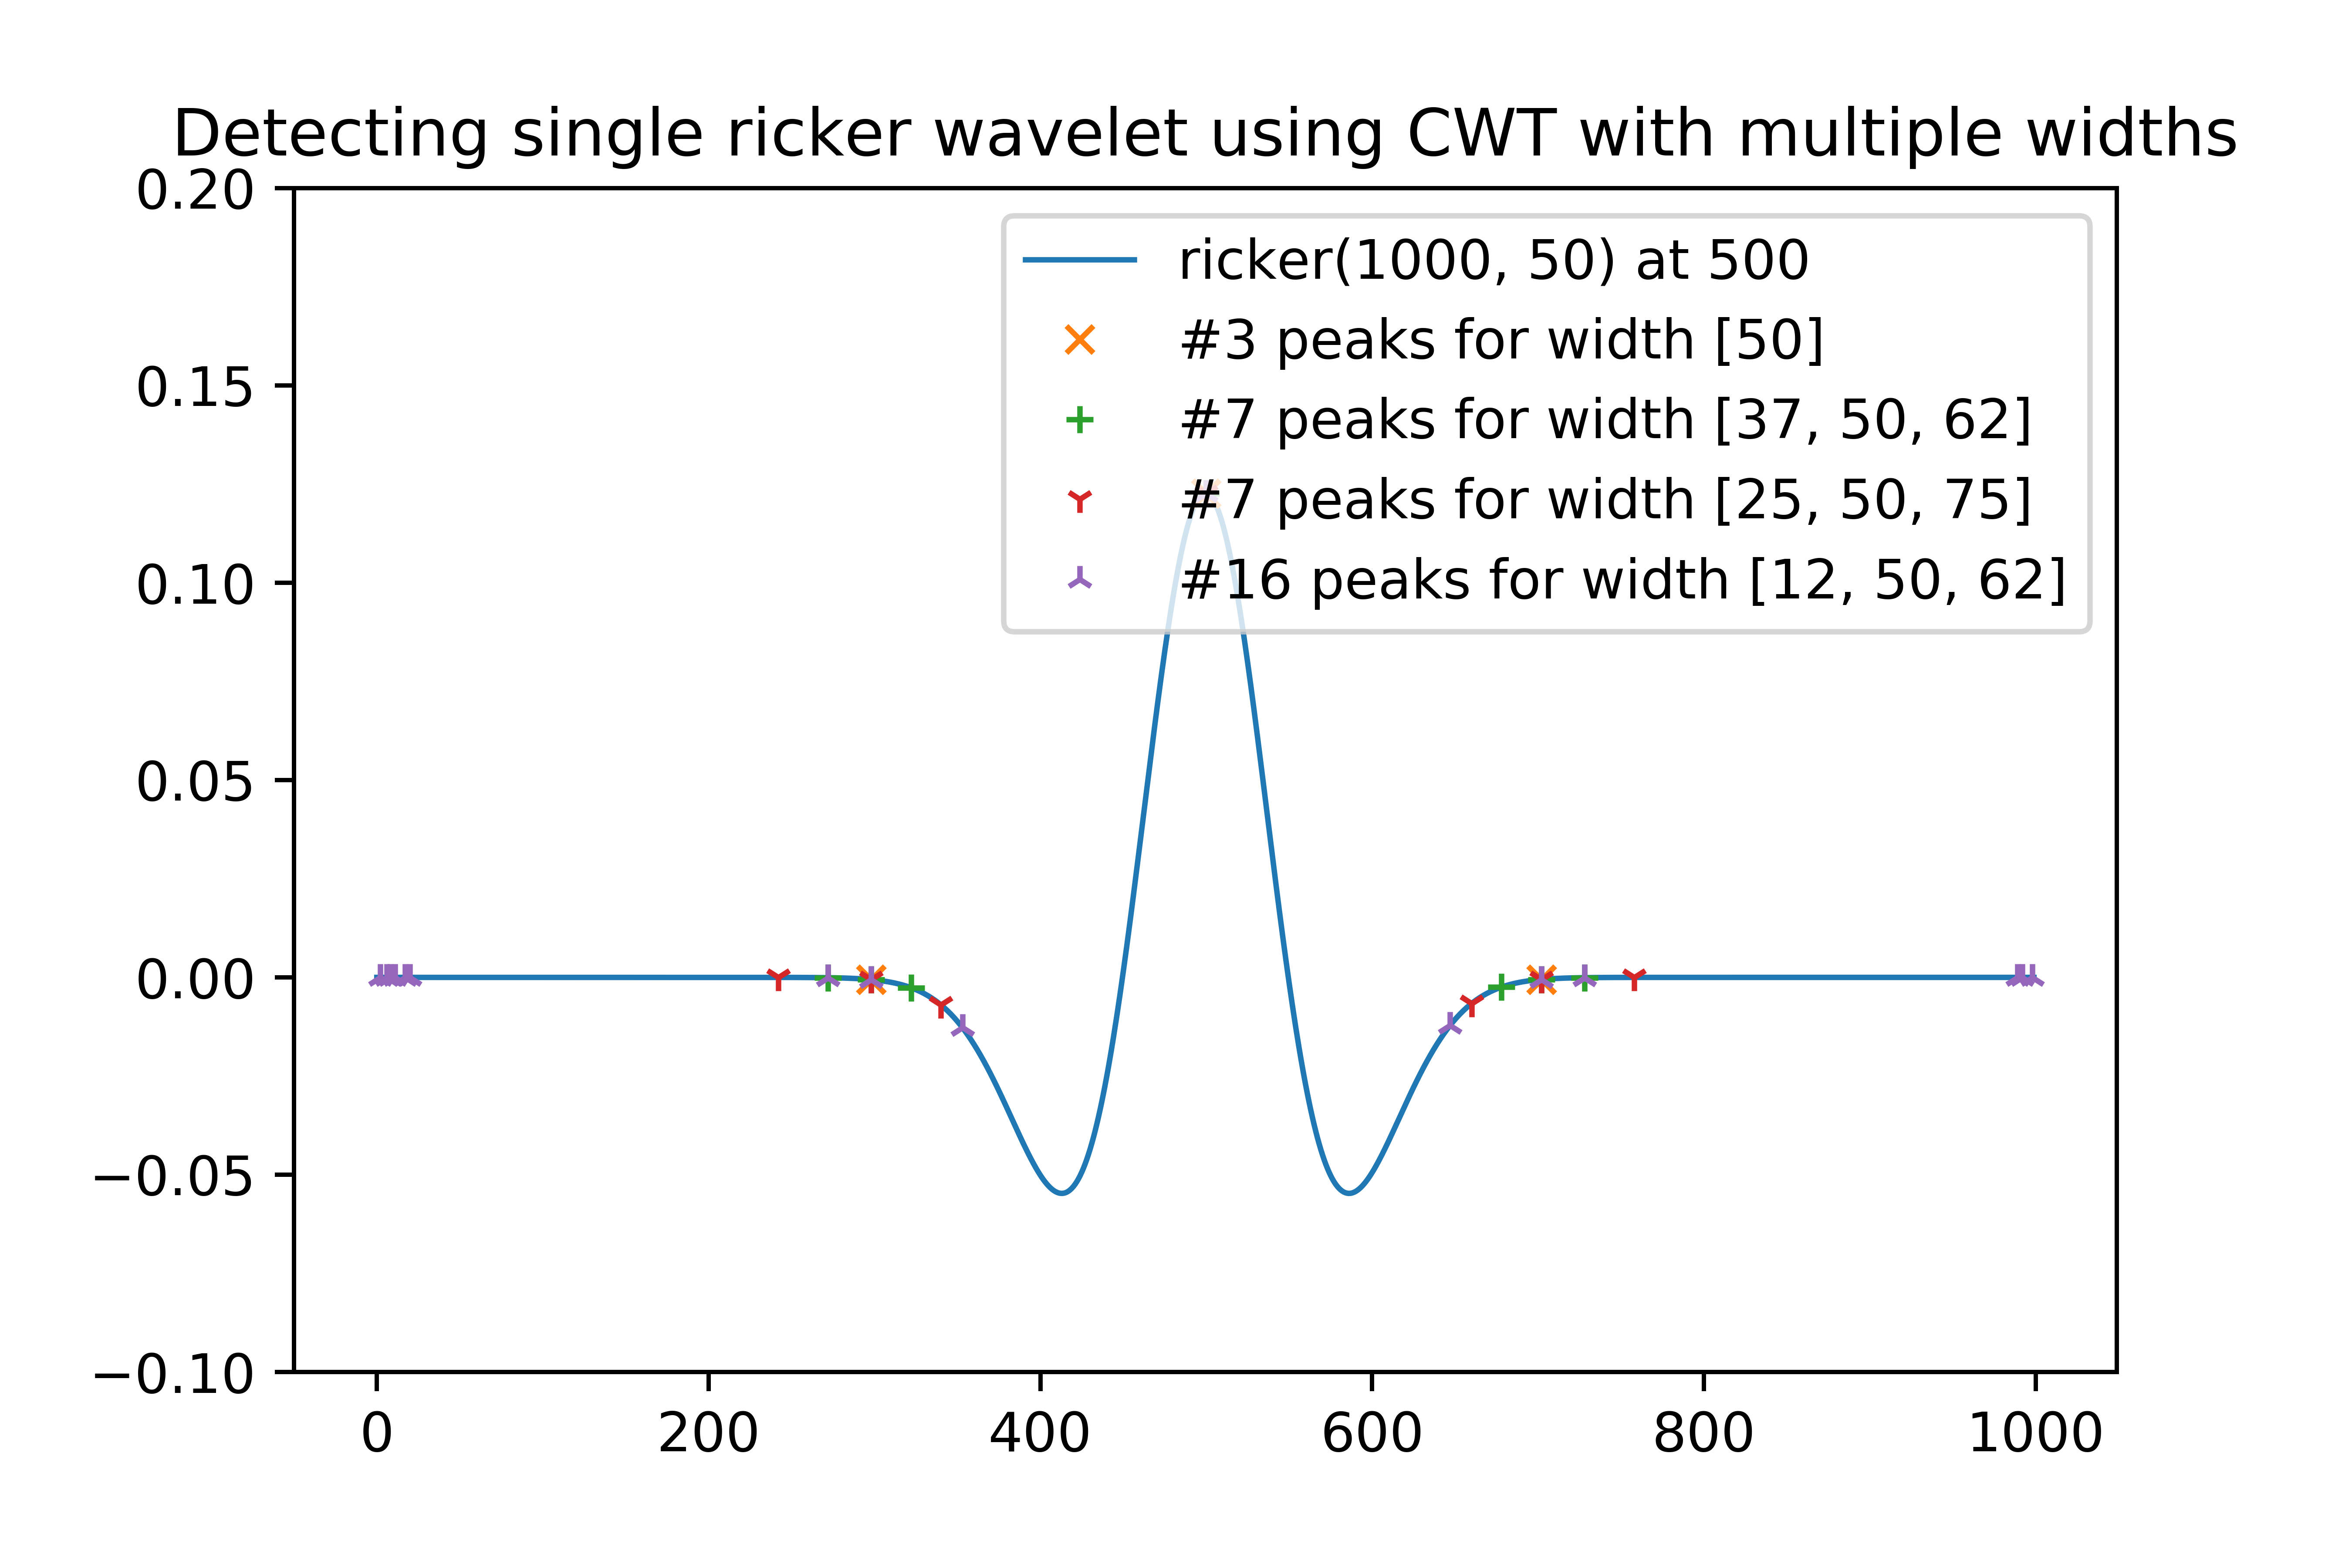 Detecting single ricker wavelet using CWT with multiple widths
0.20
0.15
0.10
0.05
0.00
−0.05
−0.10
ricker(1000, 50) at 500
#3 peaks for width [50]
#7 peaks for width [37, 50, 62]
#7 peaks for width [25, 50, 75]
#16 peaks for width [12, 50, 62]
0 200 400 600 800 1000